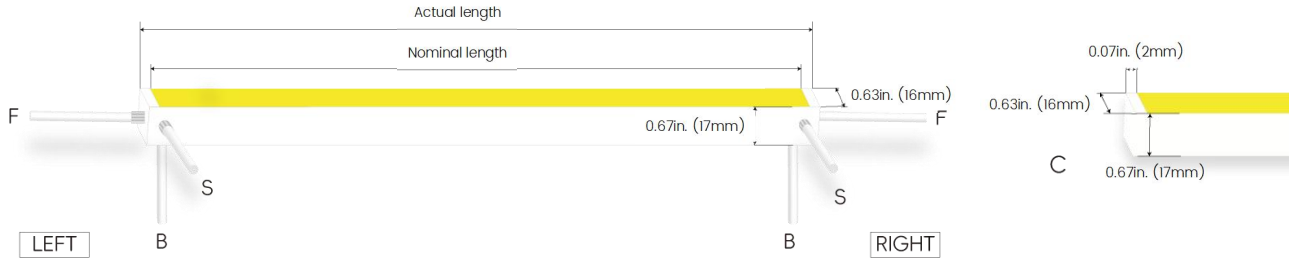 Actual length
Nominal length
0.07in. (2mm)
0.63in. (16mm)
0.63in. (16mm)
F
F
0.67in. (17mm)
C
0.67in. (17mm)
S
S
LEFT
B
B
RIGHT